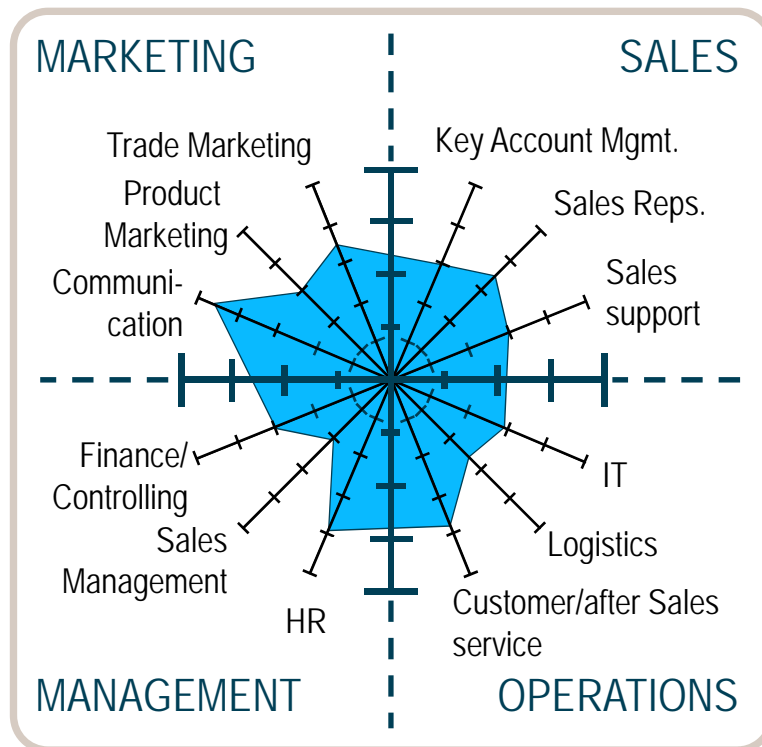 MARKETING
SALES
Trade Marketing
Key Account Mgmt.
Product
Marketing
Sales Reps.
Communi-
cation
Sales
support
Finance/
Controlling
IT
Sales
Management
Logistics
HR
Customer/after Sales
service
MANAGEMENT
OPERATIONS